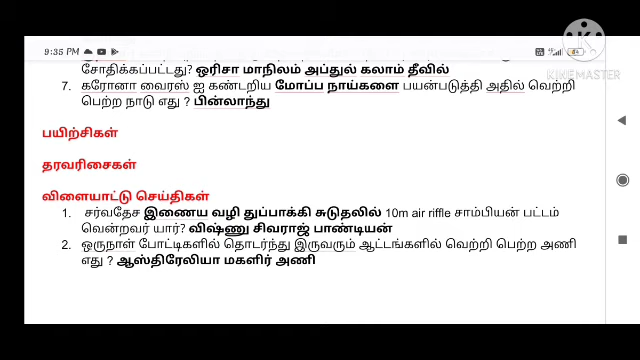 9:35 PM
KINEMASTER
சோதிக்கப்பட்டது? ஒரிசா மாநிலம் அப்துல் கலாம் தீவில்
7. கரோனா வைரஸ் ஐ கண்டறிய மோப்ப நாய்களை பயன்படுத்தி அதில் வெற்றி
பெற்ற நாடு எது ? பின்லாந்து
பயிற்சிகள்
தரவரிசைகள்
விளையாட்டு செய்திகள்
1. சர்வதேச இணைய வழி துப்பாக்கி சுடுதலில் 10m air riffle சாம்பியன் பட்டம்
வென்றவர் யார்? விஷ்ணு சிவராஜ் பாண்டியன்
2. ஒருநாள் போட்டிகளில் தொடர்ந்து இருவரும் ஆட்டங்களில் வெற்றி பெற்ற அணி
எது ? ஆஸ்திரேலியா மகளிர் அணி